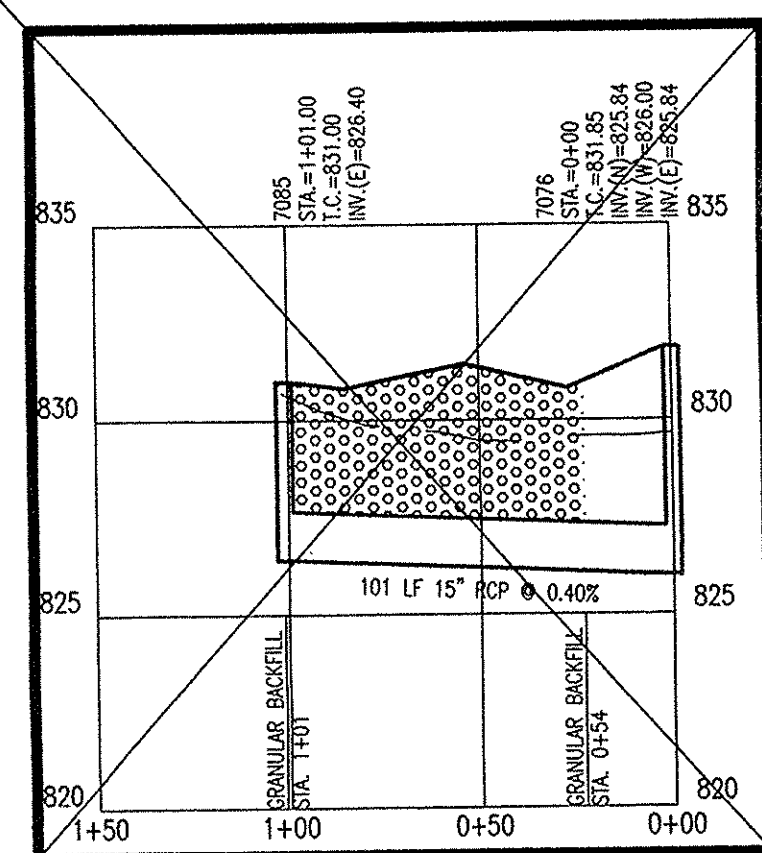 7085
STA.=1+01.00
T.C.=831.00
INV.(E)=826.40
7076
STA.=0+00
T.C.=831.85
INV.(N)=825.84
INV.(W)=826.00
INV.(E)=825.84
835
835
830
830
101 LF 15" RCP @ 0.40%
825
825
GRANULAR BACKFILL
STA. 1+01
GRANULAR BACKFILL
STA. 0+54
820
820
1+50
1+00
0+50
0+00